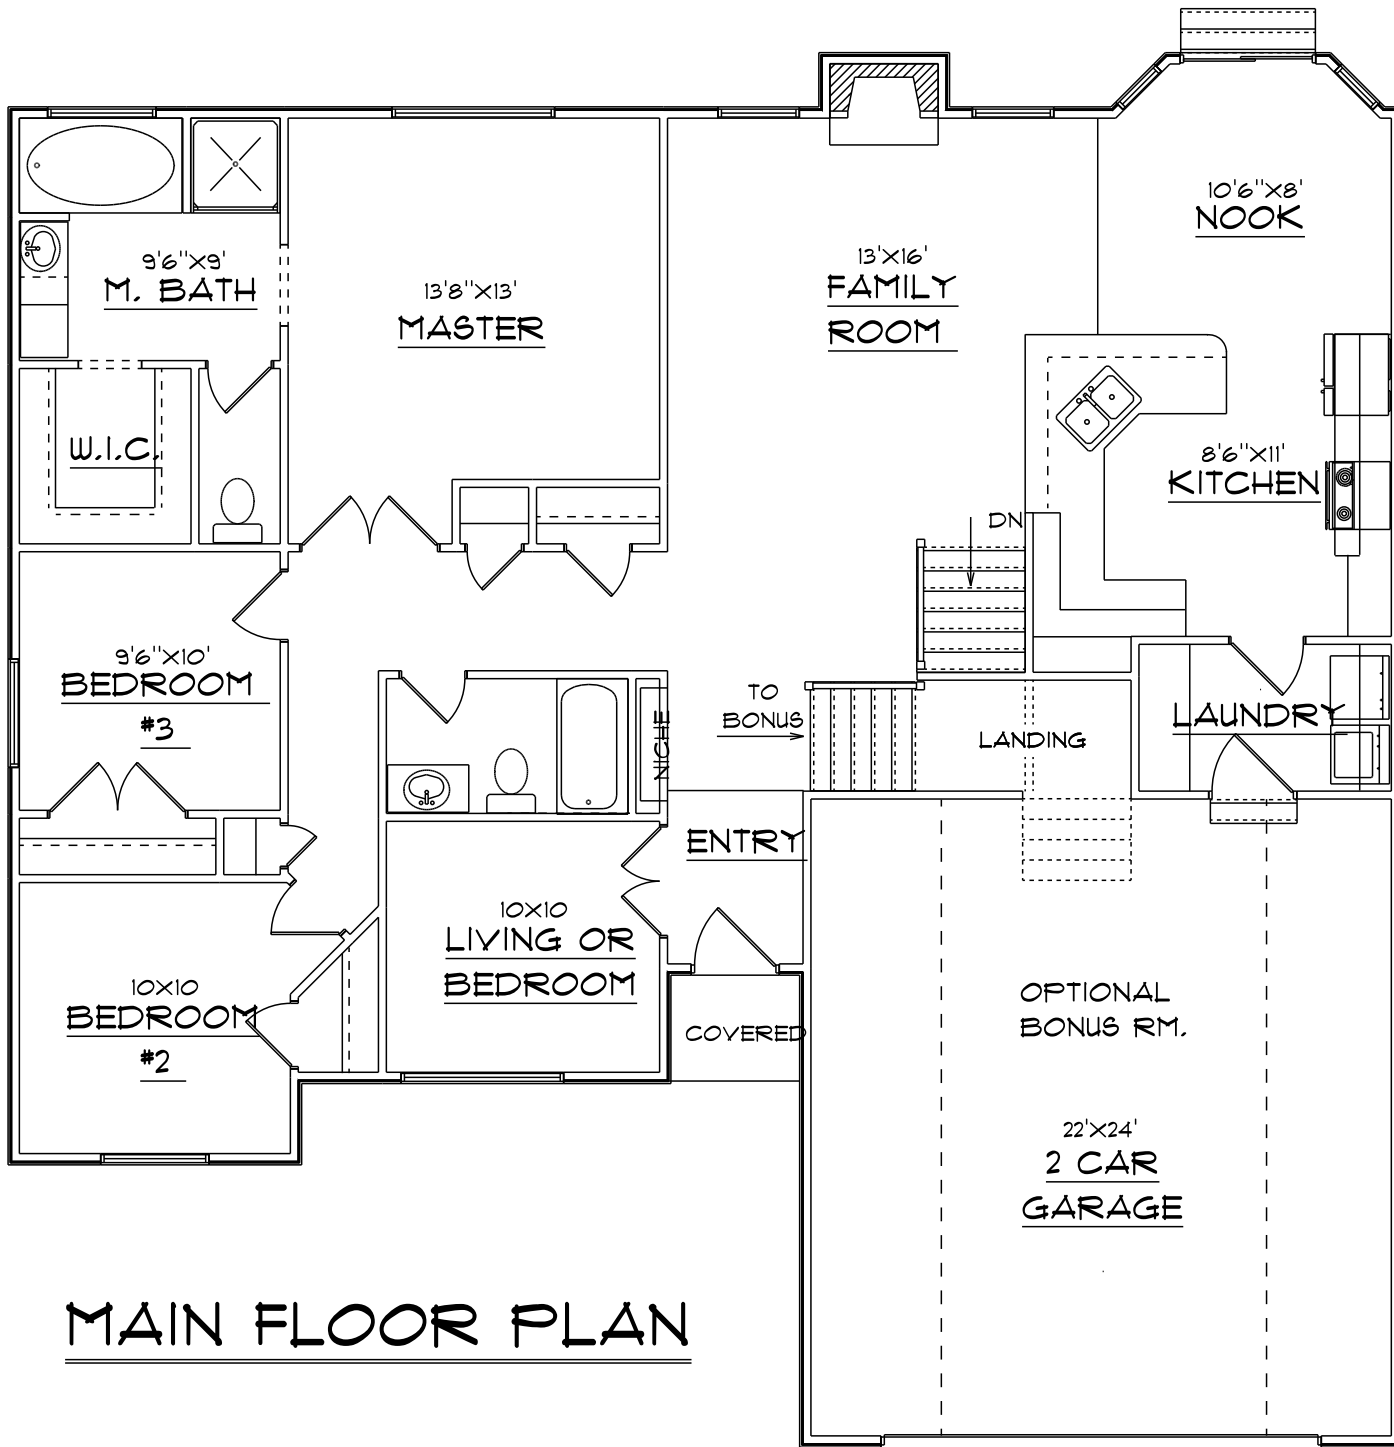 10'6"X8'
NOOK
9'6"X9'
M. BATH
13'8"X13'
MASTER
13'X16'
FAMILY
ROOM
W.I.C.
8'6"X11'
KITCHEN
DN
9'6"X10'
BEDROOM
#3
TO
BONUS
NICHE
LANDING
LAUNDRY
ENTRY
10X10
LIVING OR
BEDROOM
10X10
BEDROOM
#2
COVERED
OPTIONAL
BONUS RM.
22'X24'
2 CAR
GARAGE
MAIN FLOOR PLAN